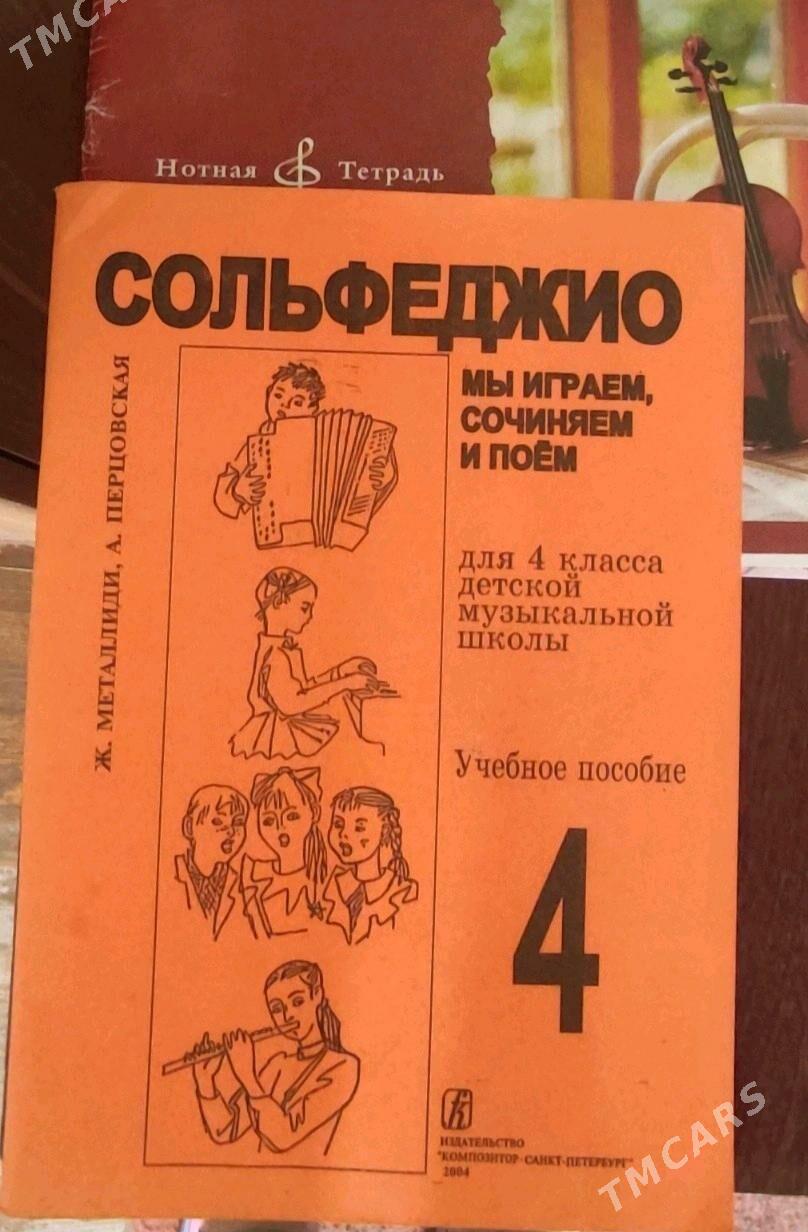 TMCARS
Нотная Тетрадь
СОЛЬФЕДЖИО
Ж. МЕТАЛЛИДИ, А. ПЕРЦОВСКАЯ
МЫ ИГРАЕМ,
СОЧИНЯЕМ
И ПОЁМ
для 4 класса
детской
музыкальной
школы
Учебное пособие
4
ИЗДАТЕЛЬСТВО
"КОМПОЗИТОР · САНКТ-ПЕТЕРБУРГ"
2004
TMCARS